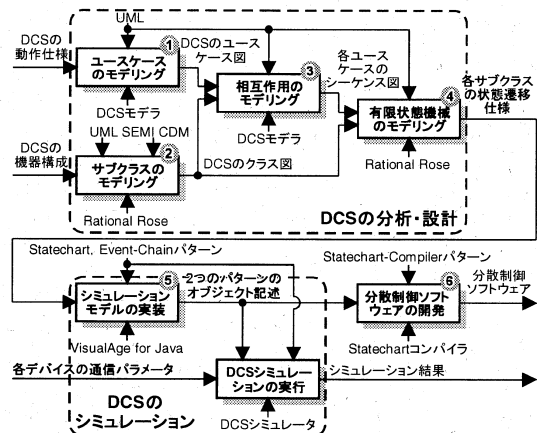 UML
DCSの
動作仕様
1
ユースケース
のモデリング
DCSのユース
ケース図
DCSモデラ
3
相互作用の
モデリング
各ユース
ケースの
シーケンス図
DCSモデラ
4
有限状態機械
のモデリング
各サブクラス
の状態遷移
仕様
UML SEMI CDM
DCSの
機器構成
2
サブクラスの
モデリング
DCSのクラス図
Rational Rose
Rational Rose
DCSの分析・設計
Statechart, Event-Chainパターン
Statechart-Compilerパターン
5
シミュレーション
モデルの実装
2つのパターンの
オブジェクト記述
6
分散制御ソフト
ウェアの開発
分散制御
ソフトウェア
VisualAge for Java
Statechartコンパイラ
各デバイスの通信パラメータ
DCSシミュレー
ションの実行
シミュレーション結果
DCSの
シミュレーション
DCSシミュレータ